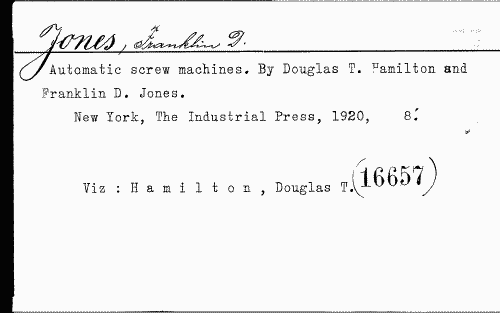 Jones, Franklin D.
Automatic screw machines. By Douglas T. Hamilton and
Franklin D. Jones.
New York, The Industrial Press, 1920, 8.
Viz : H a m i l t o n , Douglas T. (16657)